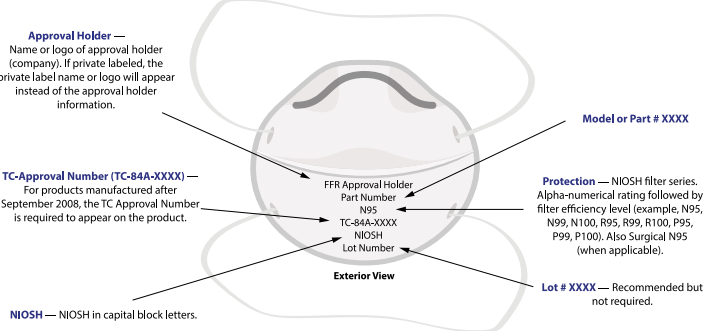 Approval Holder —
Name or logo of approval holder
(company). If private labeled, the
private label name or logo will appear
instead of the approval holder
information.
Model or Part # XXXX
TC-Approval Number (TC-84A-XXXX) —
For products manufactured after
September 2008, the TC Approval Number
is required to appear on the product.
FFR Approval Holder
Part Number
N95
TC-84A-XXXX
NIOSH
Lot Number
Exterior View
Protection — NIOSH filter series.
Alpha-numerical rating followed by
filter efficiency level (example, N95,
N99, N100, R95, R99, R100, P95,
P99, P100). Also Surgical N95
(when applicable).
Lot # XXXX — Recommended but
not required.
NIOSH — NIOSH in capital block letters.